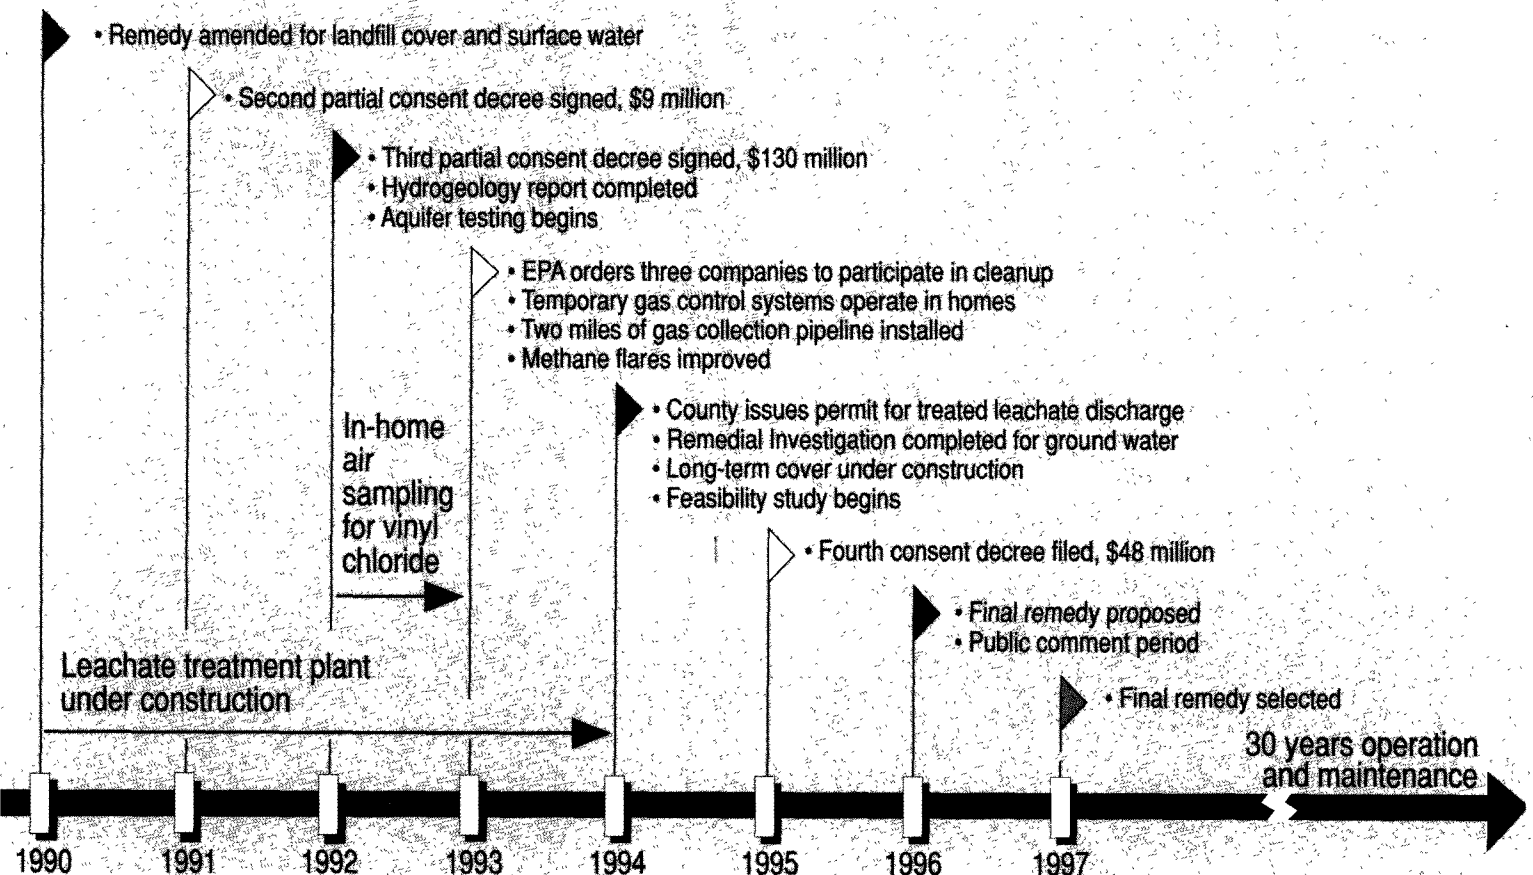 • Remedy amended for landfill cover and surface water
• Second partial consent decree signed, $9 million
• Third partial consent decree signed, $130 million
• Hydrogeology report completed
• Aquifer testing begins
• EPA orders three companies to participate in cleanup
• Temporary gas control systems operate in homes
• Two miles of gas collection pipeline installed
• Methane flares improved
• County issues permit for treated leachate discharge
• Remedial Investigation completed for ground water
• Long-term cover under construction
• Feasibility study begins
In-home
air
sampling
for vinyl
chloride
• Fourth consent decree filed, $48 million
• Final remedy proposed
• Public comment period
Leachate treatment plant
under construction
• Final remedy selected
30 years operation
and maintenance
1990 1991 1992 1993 1994 1995 1996 1997